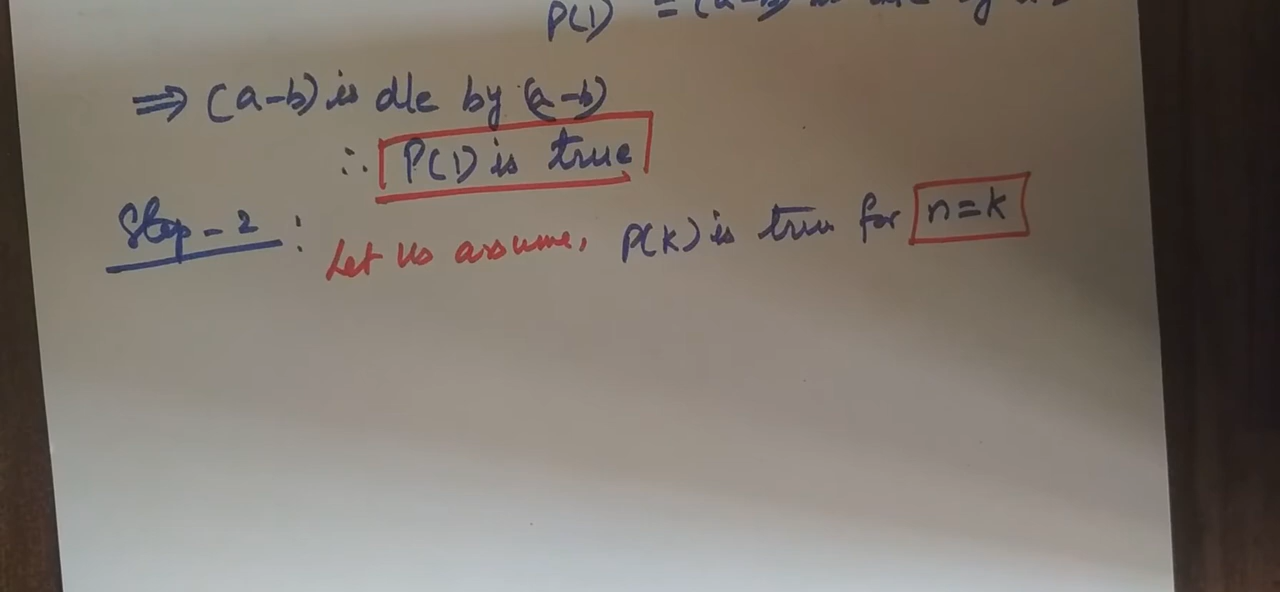 P(1) =
⇒ (a-b) is dle by (a-b)
∴ P(1) is true
Step-2 : Let us assume, P(k) is true for n=k